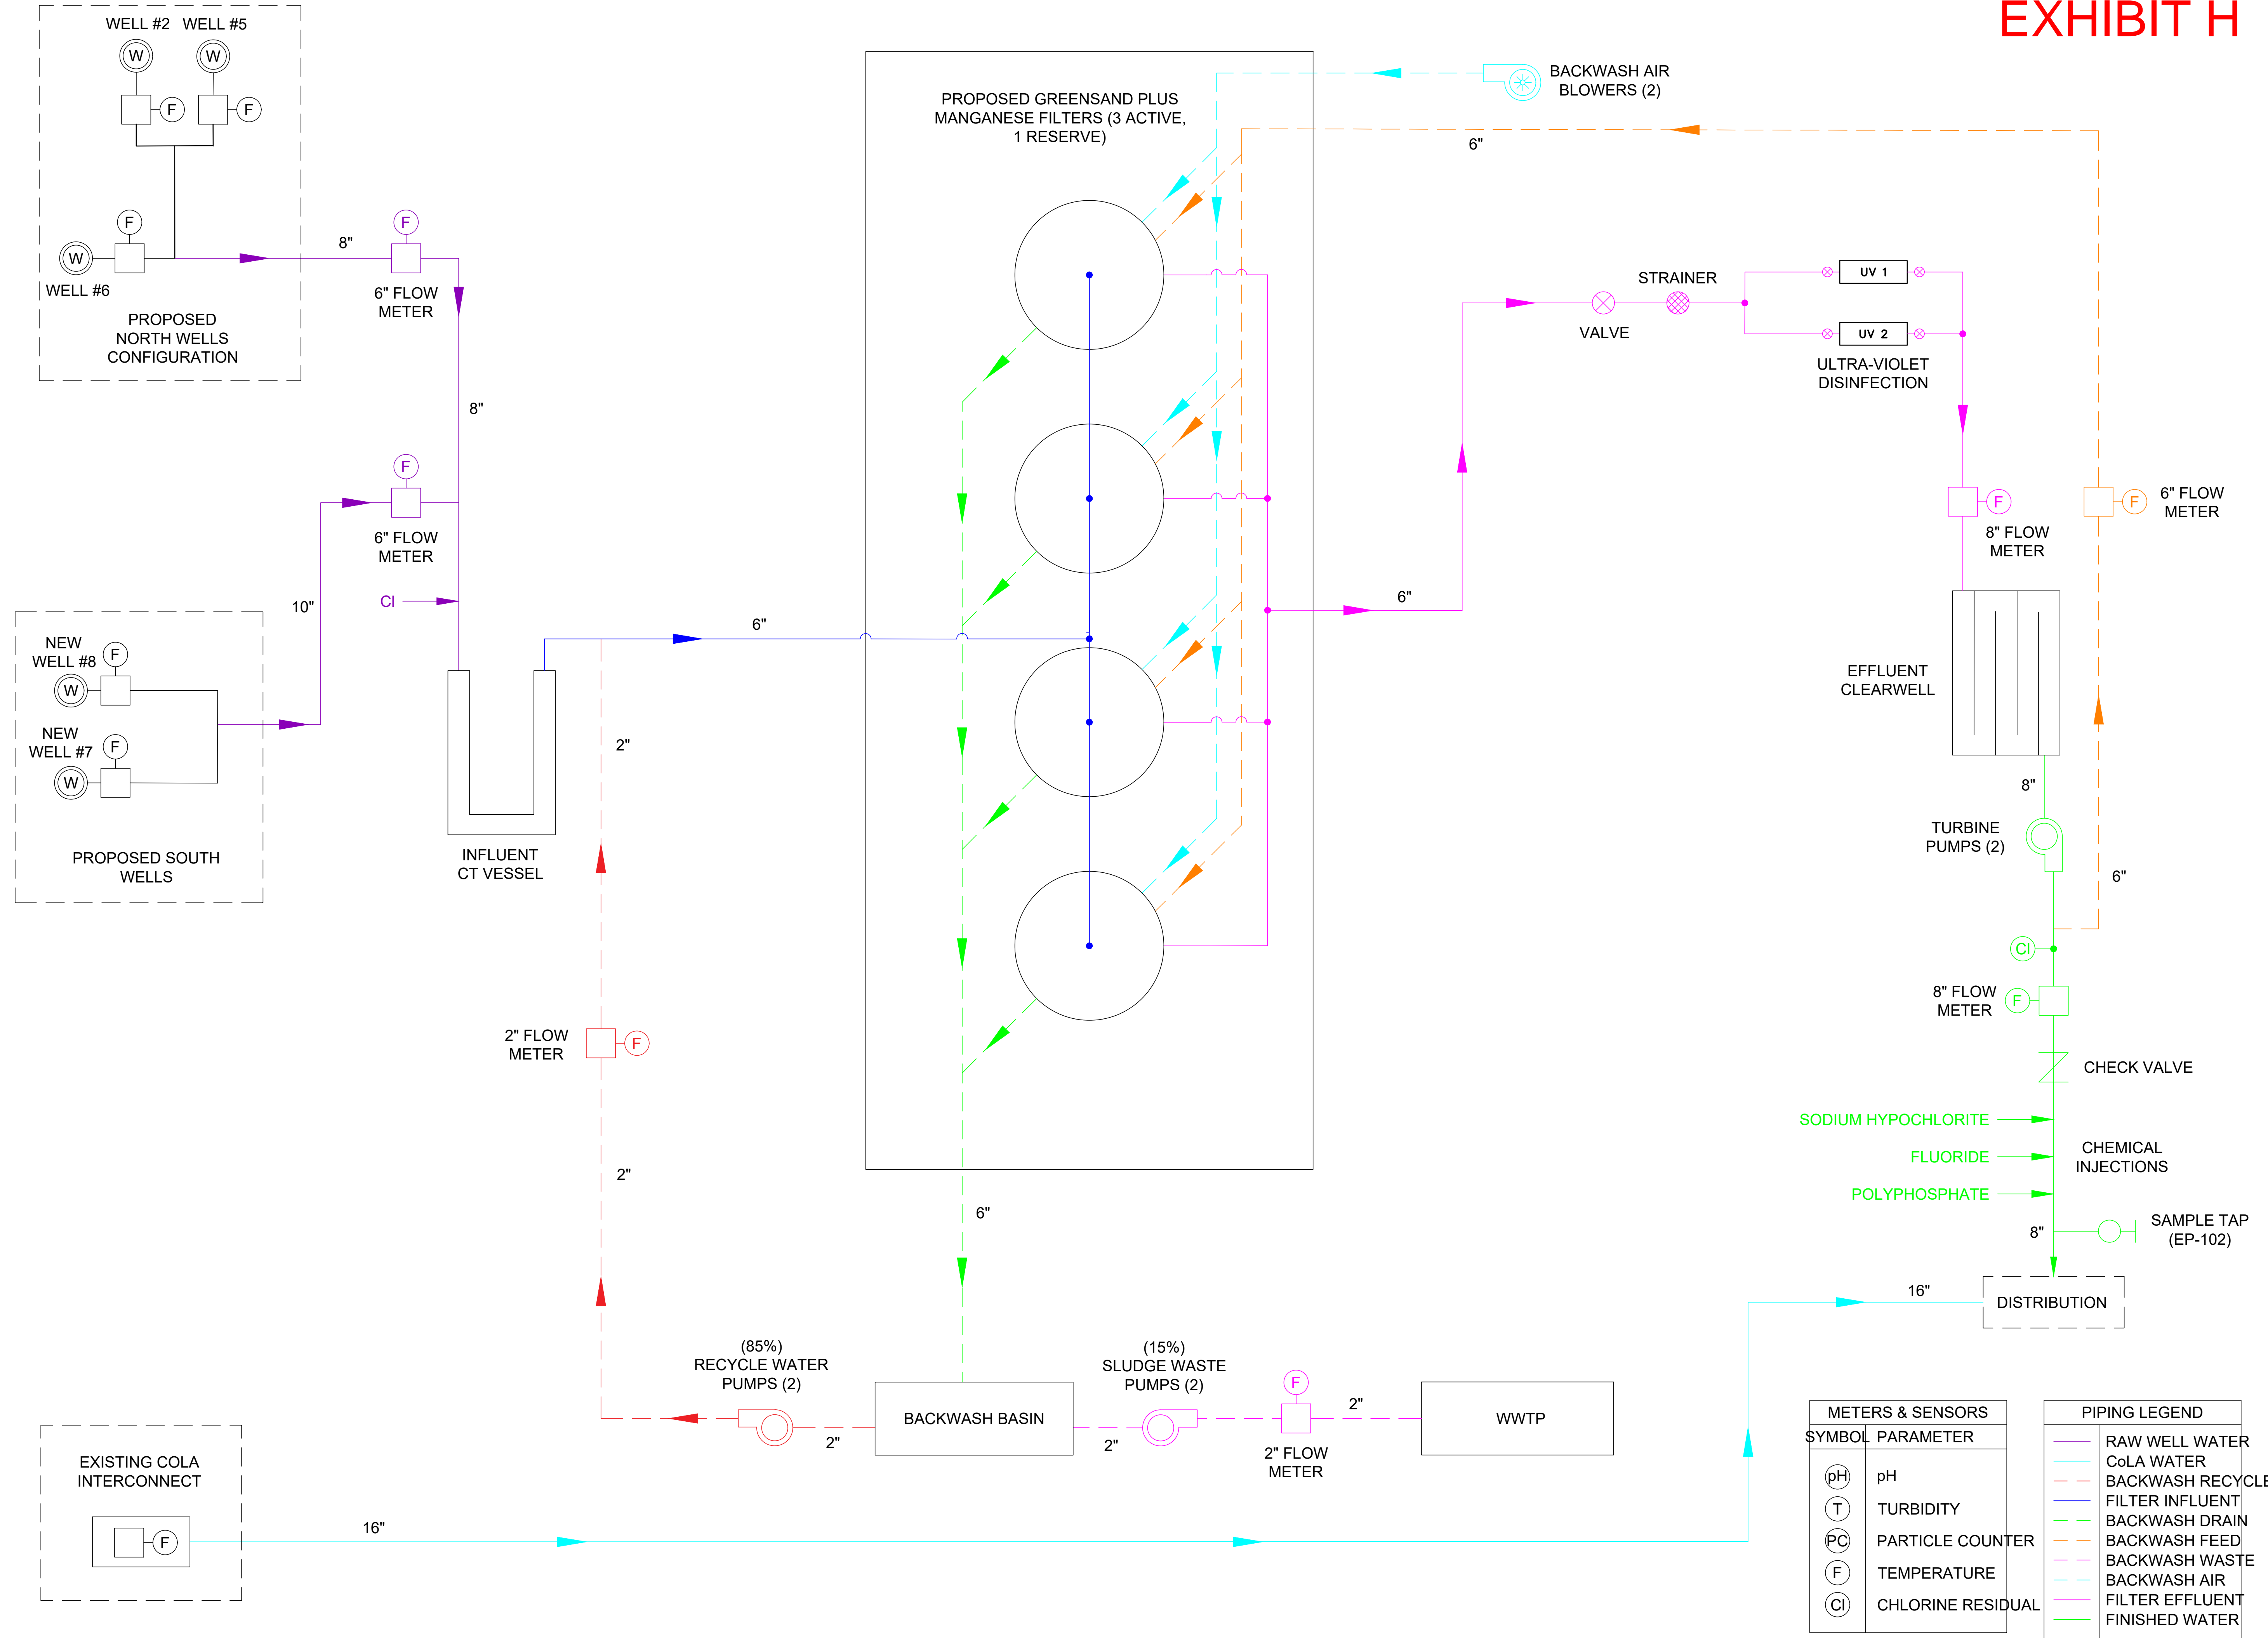 EXHIBIT H
WELL #2
WELL #5
W
W
F
F
F
W
WELL #6
PROPOSED
NORTH WELLS
CONFIGURATION
8"
F
6" FLOW
METER
8"
F
6" FLOW
METER
10"
Cl
NEW
WELL #8
F
W
NEW
WELL #7
F
W
PROPOSED SOUTH
WELLS
INFLUENT
CT VESSEL
2"
6"
2" FLOW
METER
F
2"
PROPOSED GREENSAND PLUS
MANGANESE FILTERS (3 ACTIVE,
1 RESERVE)
BACKWASH AIR
BLOWERS (2)
6"
6"
6"
STRAINER
VALVE
UV 1
UV 2
ULTRA-VIOLET
DISINFECTION
F
8" FLOW
METER
F
6" FLOW
METER
EFFLUENT
CLEARWELL
8"
TURBINE
PUMPS (2)
6"
Cl
8" FLOW
METER
F
CHECK VALVE
SODIUM HYPOCHLORITE
FLUORIDE
POLYPHOSPHATE
CHEMICAL
INJECTIONS
8"
SAMPLE TAP
(EP-102)
16"
DISTRIBUTION
(85%)
RECYCLE WATER
PUMPS (2)
2"
BACKWASH BASIN
(15%)
SLUDGE WASTE
PUMPS (2)
2"
F
2" FLOW
METER
2"
WWTP
EXISTING COLA
INTERCONNECT
F
16"
METERS & SENSORS
SYMBOL PARAMETER
pH pH
T TURBIDITY
PC PARTICLE COUNTER
F TEMPERATURE
Cl CHLORINE RESIDUAL
PIPING LEGEND
RAW WELL WATER
CoLA WATER
BACKWASH RECYCLE
FILTER INFLUENT
BACKWASH DRAIN
BACKWASH FEED
BACKWASH WASTE
BACKWASH AIR
FILTER EFFLUENT
FINISHED WATER